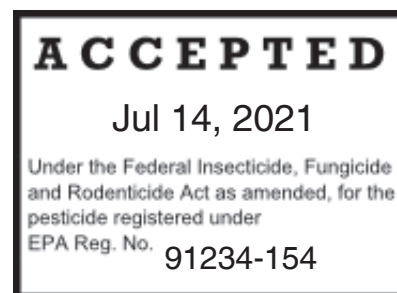 ACCEPTED
Jul 14, 2021
Under the Federal Insecticide, Fungicide
and Rodenticide Act as amended, for the
pesticide registered under
EPA Reg. No. 91234-154